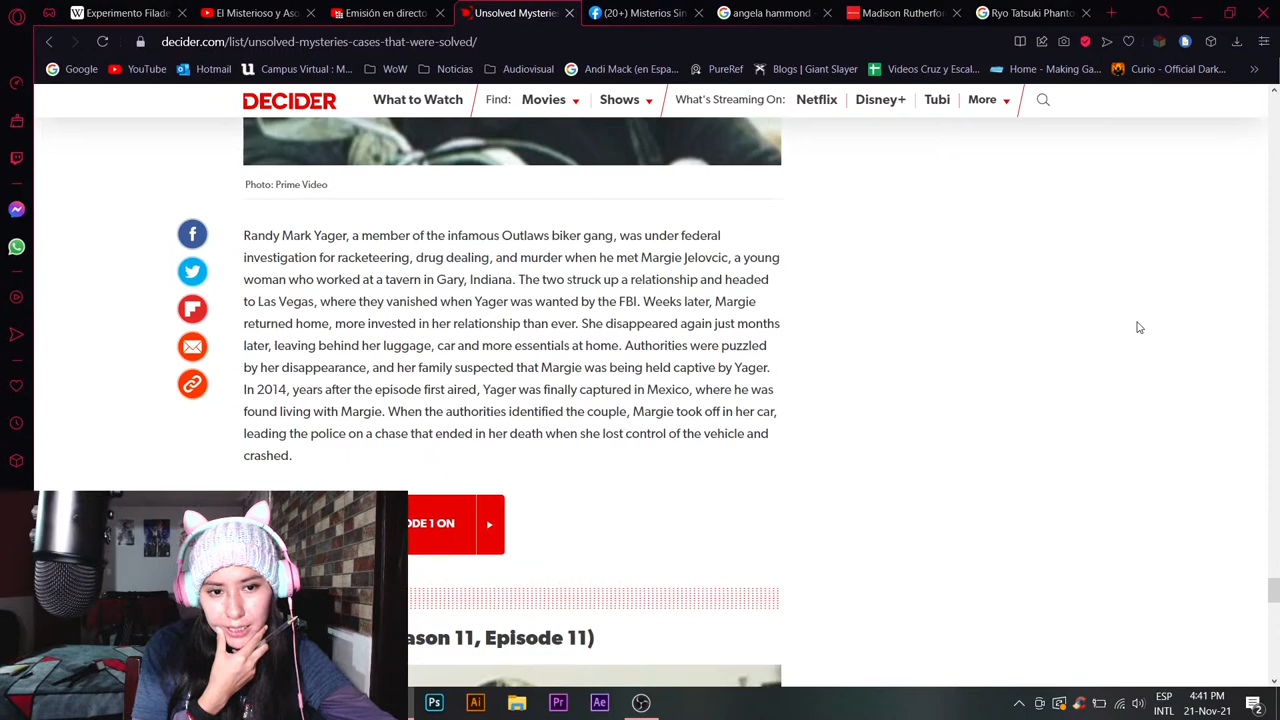 Experimento Filade
El Misterioso y As
Emisión en directo
Unsolved Mysterie
(20+) Misterios Sin
angela hammond -
Madison Rutherfo
Ryo Tatsuki Phanto
decider.com/list/unsolved-mysteries-cases-that-were-solved/
Google
YouTube
Hotmail
Campus Virtual : M...
WoW
Noticias
Audiovisual
Andi Mack (en Espa...
PureRef
Blogs | Giant Slayer
Videos Cruz y Escal...
Home - Making Ga...
Curio - Official Dark...
DECIDER
What to Watch
Find:
Movies
Shows
What's Streaming On:
Netflix
Disney+
Tubi
More
Photo: Prime Video
Randy Mark Yager, a member of the infamous Outlaws biker gang, was under federal
investigation for racketeering, drug dealing, and murder when he met Margie Jelovcic, a young
woman who worked at a tavern in Gary, Indiana. The two struck up a relationship and headed
to Las Vegas, where they vanished when Yager was wanted by the FBI. Weeks later, Margie
returned home, more invested in her relationship than ever. She disappeared again just months
later, leaving behind her luggage, car and more essentials at home. Authorities were puzzled
by her disappearance, and her family suspected that Margie was being held captive by Yager.
In 2014, years after the episode first aired, Yager was finally captured in Mexico, where he was
found living with Margie. When the authorities identified the couple, Margie took off in her car,
leading the police on a chase that ended in her death when she lost control of the vehicle and
crashed.
ODE 1 ON
ason 11, Episode 11)
Ps
Ai
Pr
Ae
ESP
INTL
4:41 PM
21-Nov-21
2